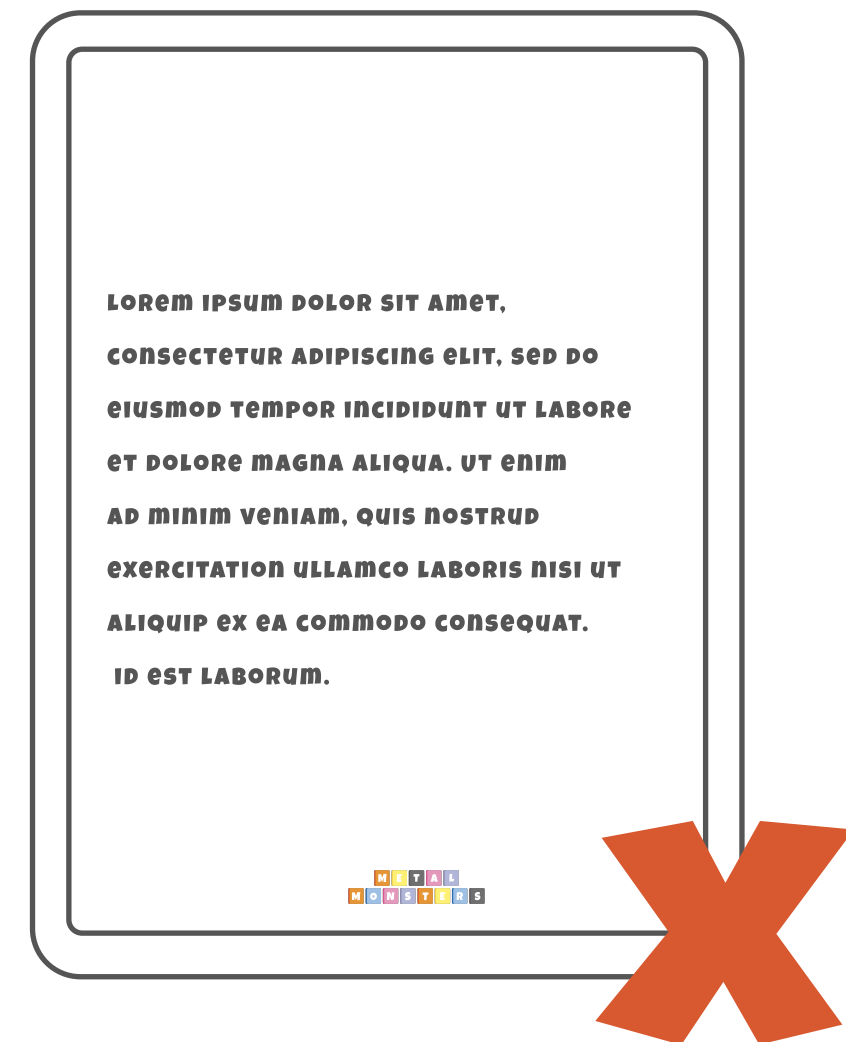 Lorem ipsum dolor sit amet,
consectetur adipiscing elit, sed do
eiusmod tempor incididunt ut labore
et dolore magna aliqua. Ut enim
ad minim veniam, quis nostrud
exercitation ullamco laboris nisi ut
aliquip ex ea commodo consequat.
id est laborum.
METAL
MONSTERS
X